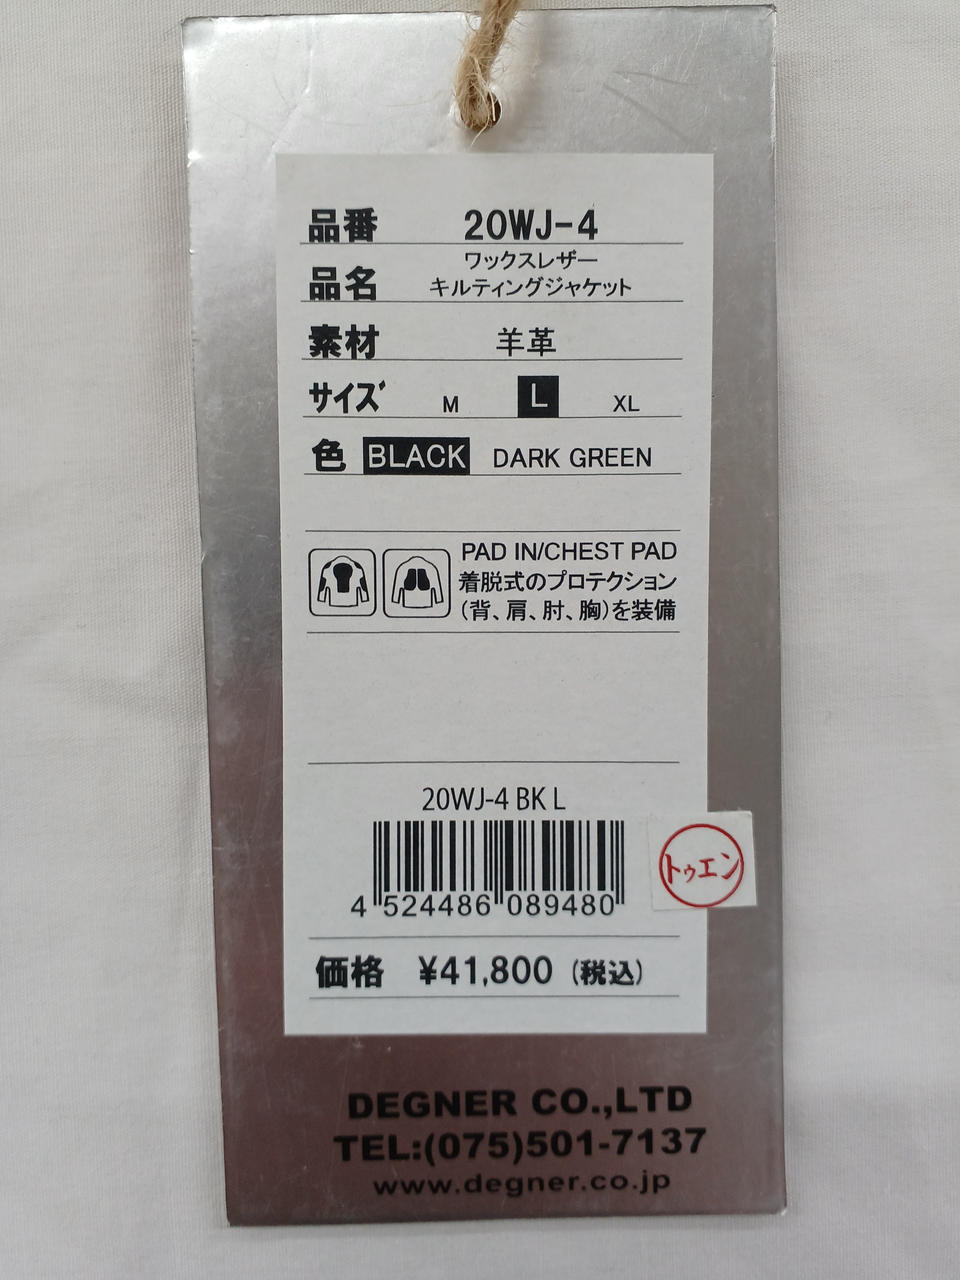 品番 20WJ-4
品名 ワックスレザー
キルティングジャケット
素材 羊革
サイズ M L XL
色 BLACK DARK GREEN
PAD IN/CHEST PAD
着脱式のプロテクション
(背、肩、肘、胸)を装備
20WJ-4 BK L
4 524486 089480
トゥエン
価格 ¥41,800 (税込)
DEGNER CO.,LTD
TEL:(075)501-7137
www.degner.co.jp